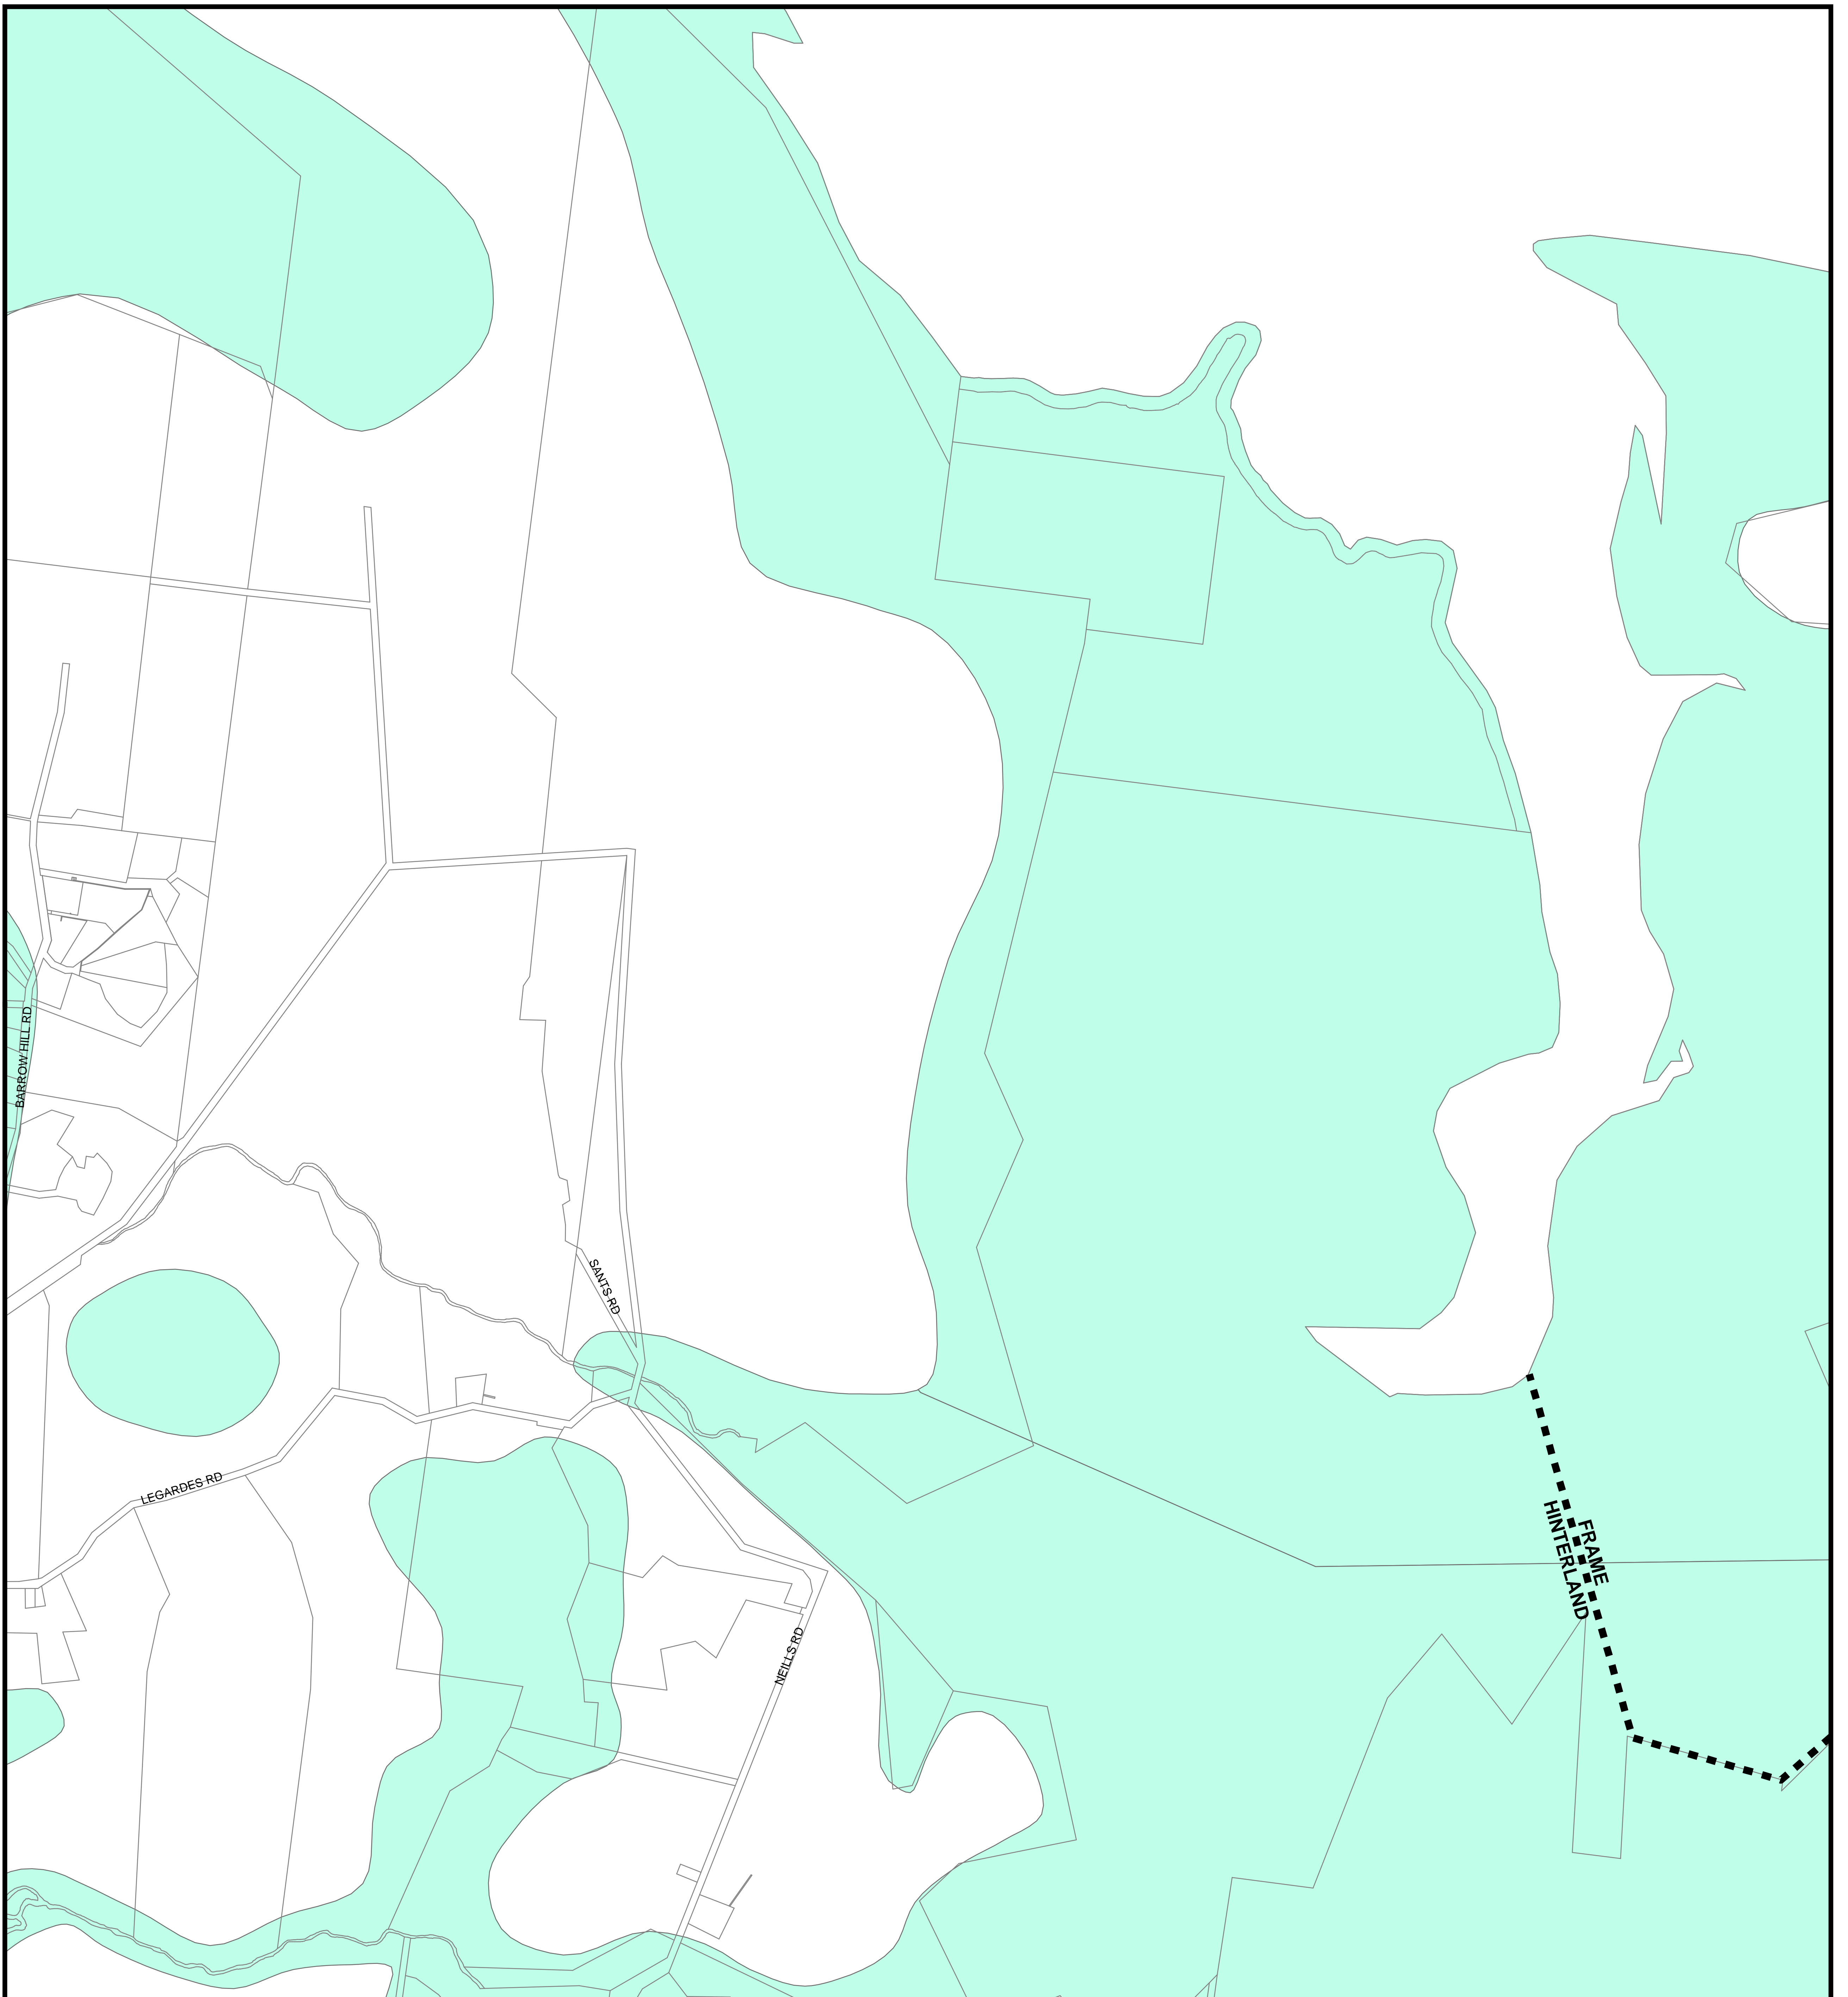 BARROW HILL RD
SANTS RD
LEGARDES RD
FRAME
HINTERLAND
NEILLS RD